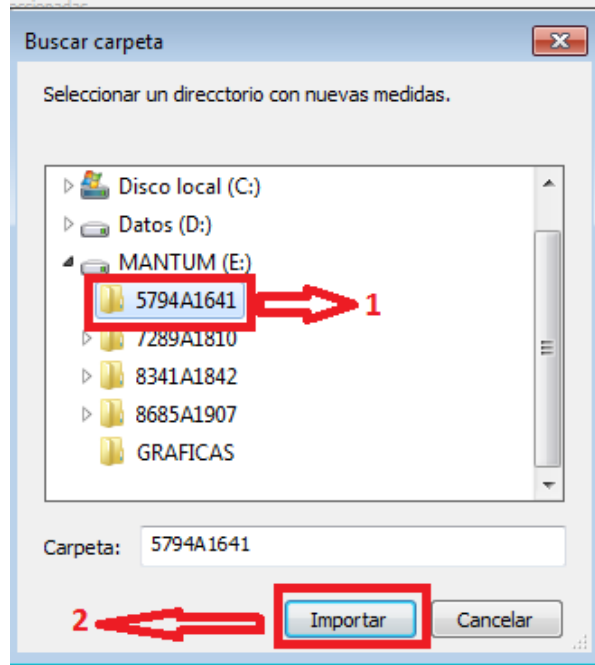 Buscar carpeta
Seleccionar un direcctorio con nuevas medidas.
Disco local (C:)
Datos (D:)
MANTUM (E:)
5794A1641
1
7289A1810
8341A1842
8685A1907
GRAFICAS
Carpeta: 5794A1641
2 Importar Cancelar